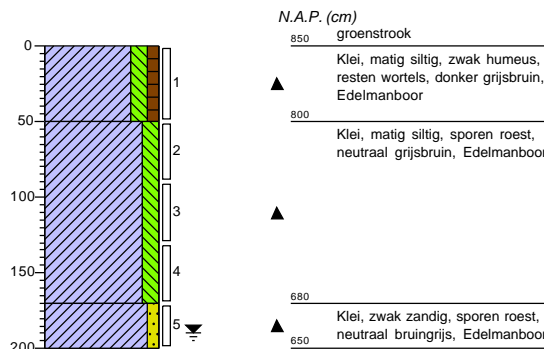 N.A.P. (cm)
groenstrook
850
Klei, matig siltig, zwak humeus,
resten wortels, donker grijsbruin,
Edelmanboor
800
Klei, matig siltig, sporen roest,
neutraal grijsbruin, Edelmanboor
680
Klei, zwak zandig, sporen roest,
neutraal bruingrijs, Edelmanboor
650
0
50
100
150
200
1
2
3
4
5